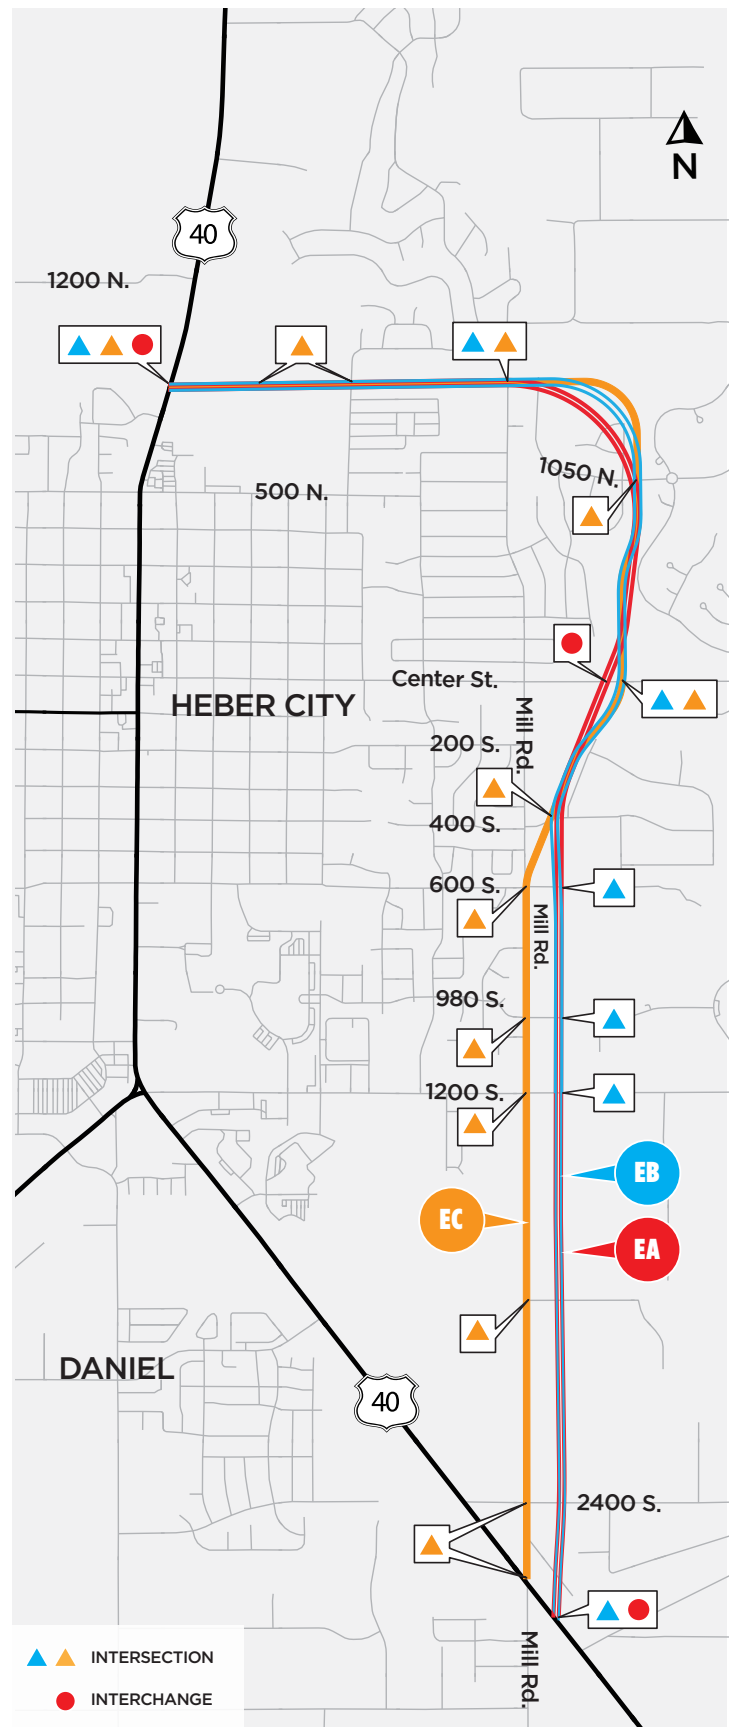 N
40
1200 N.
1050 N.
500 N.
Center St.
HEBER CITY
Mill Rd.
200 S.
400 S.
600 S.
Mill Rd.
980 S.
1200 S.
EB
EC
EA
DANIEL
40
2400 S.
Mill Rd.
INTERSECTION
INTERCHANGE